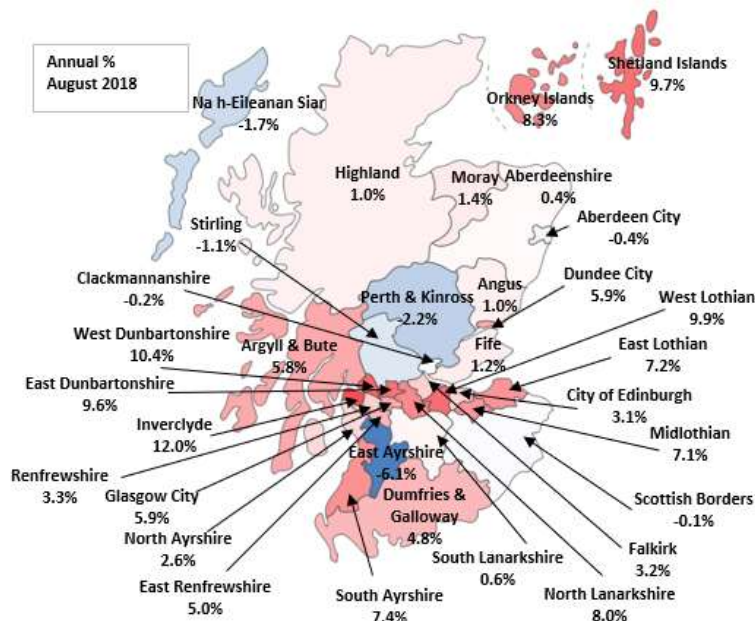 Annual %
August 2018
Shetland Islands
9.7%
Na h-Eileanan Siar
-1.7%
Orkney Islands
8.3%
Highland
1.0%
Moray
1.4%
Aberdeenshire
0.4%
Aberdeen City
-0.4%
Stirling
-1.1%
Clackmannanshire
-0.2%
Perth & Kinross
-2.2%
Angus
1.0%
Dundee City
5.9%
West Lothian
9.9%
West Dunbartonshire
10.4%
Argyll & Bute
5.8%
Fife
1.2%
East Lothian
7.2%
East Dunbartonshire
9.6%
City of Edinburgh
3.1%
Inverclyde
12.0%
Midlothian
7.1%
Renfrewshire
3.3%
East Ayrshire
-6.1%
Glasgow City
5.9%
Dumfries &
Galloway
4.8%
Scottish Borders
-0.1%
North Ayrshire
2.6%
South Lanarkshire
0.6%
Falkirk
3.2%
East Renfrewshire
5.0%
South Ayrshire
7.4%
North Lanarkshire
8.0%